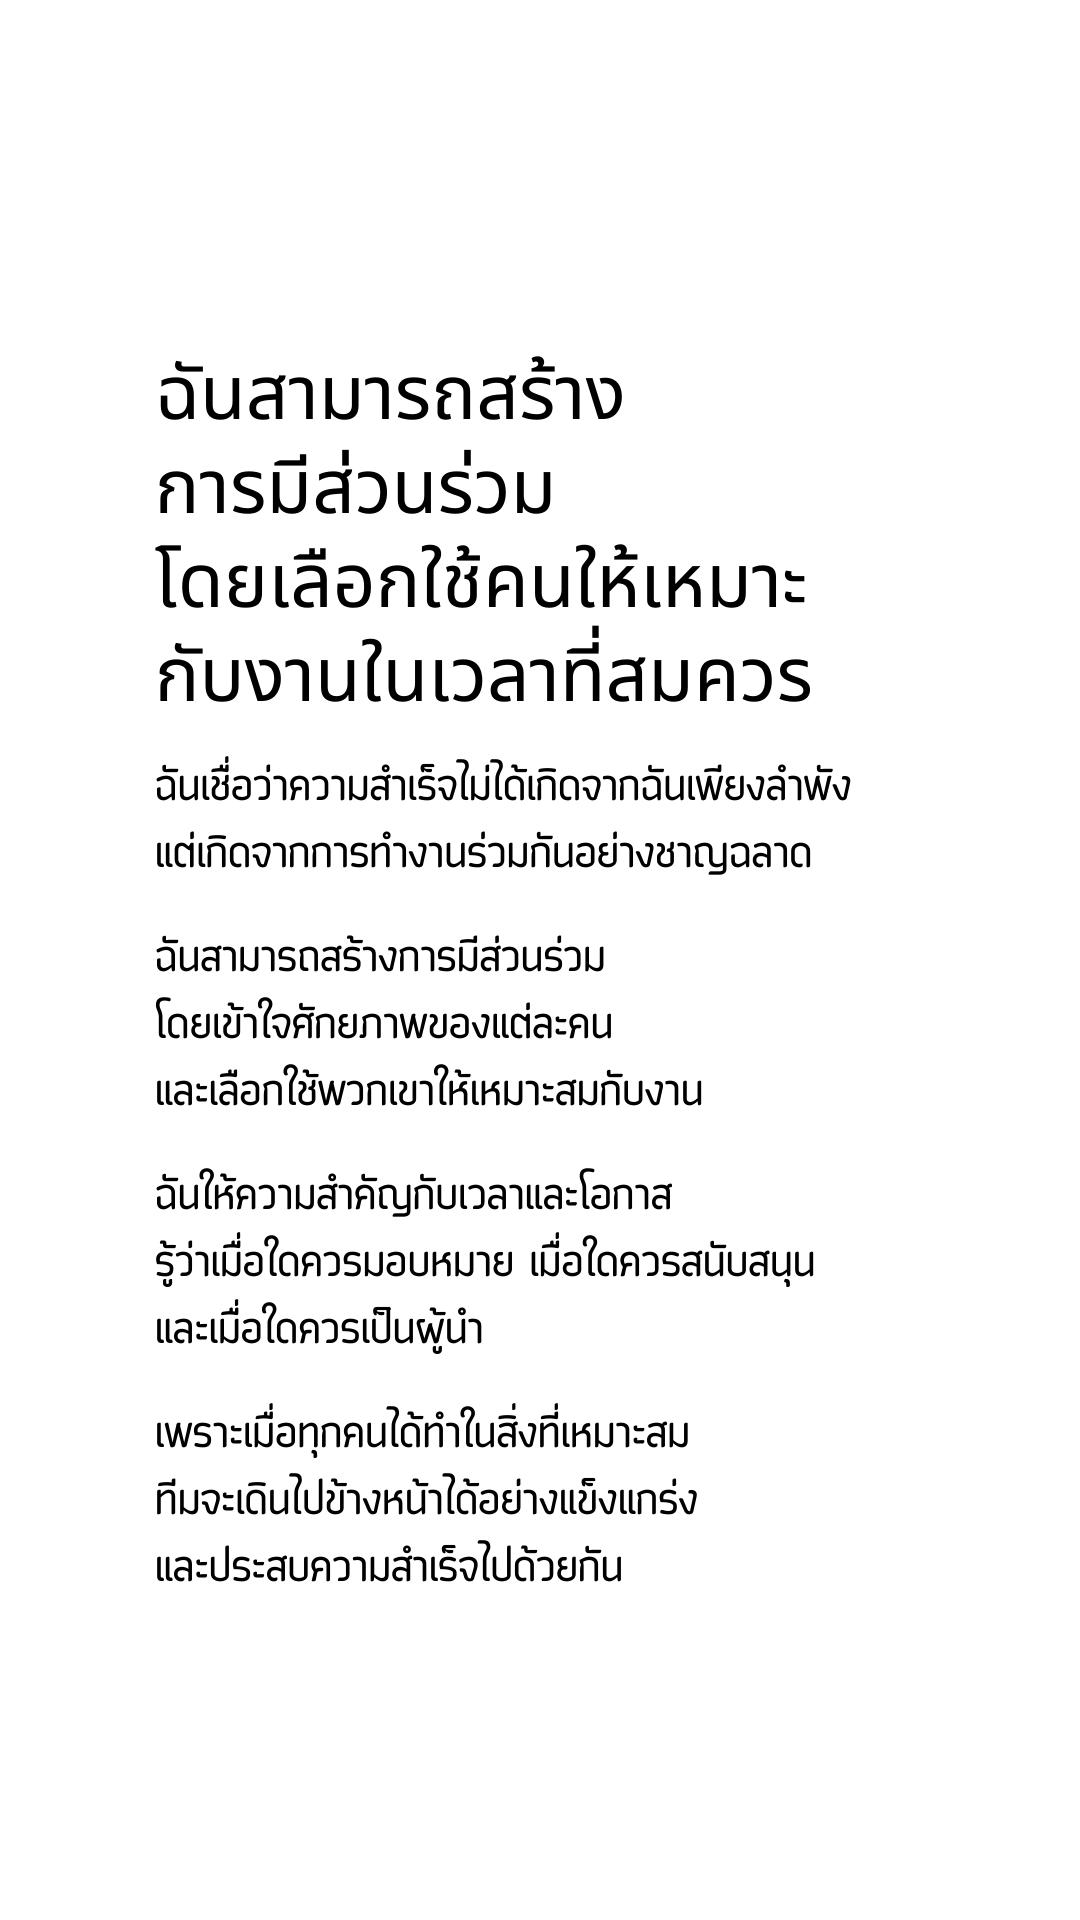 ฉันสามารถสร้าง
การมีส่วนร่วม
โดยเลือกใช้คนให้เหมาะ
กับงานในเวลาที่สมควร
ฉันเชื่อว่าความสำเร็จไม่ได้เกิดจากฉันเพียงลำพัง
แต่เกิดจากการทำงานร่วมกันอย่างชาญฉลาด
ฉันสามารถสร้างการมีส่วนร่วม
โดยเข้าใจศักยภาพของแต่ละคน
และเลือกใช้พวกเขาให้เหมาะสมกับงาน
ฉันให้ความสำคัญกับเวลาและโอกาส
รู้ว่าเมื่อใดควรมอบหมาย เมื่อใดควรสนับสนุน
และเมื่อใดควรเป็นผู้นำ
เพราะเมื่อทุกคนได้ทำในสิ่งที่เหมาะสม
ทีมจะเดินไปข้างหน้าได้อย่างแข็งแกร่ง
และประสบความสำเร็จไปด้วยกัน